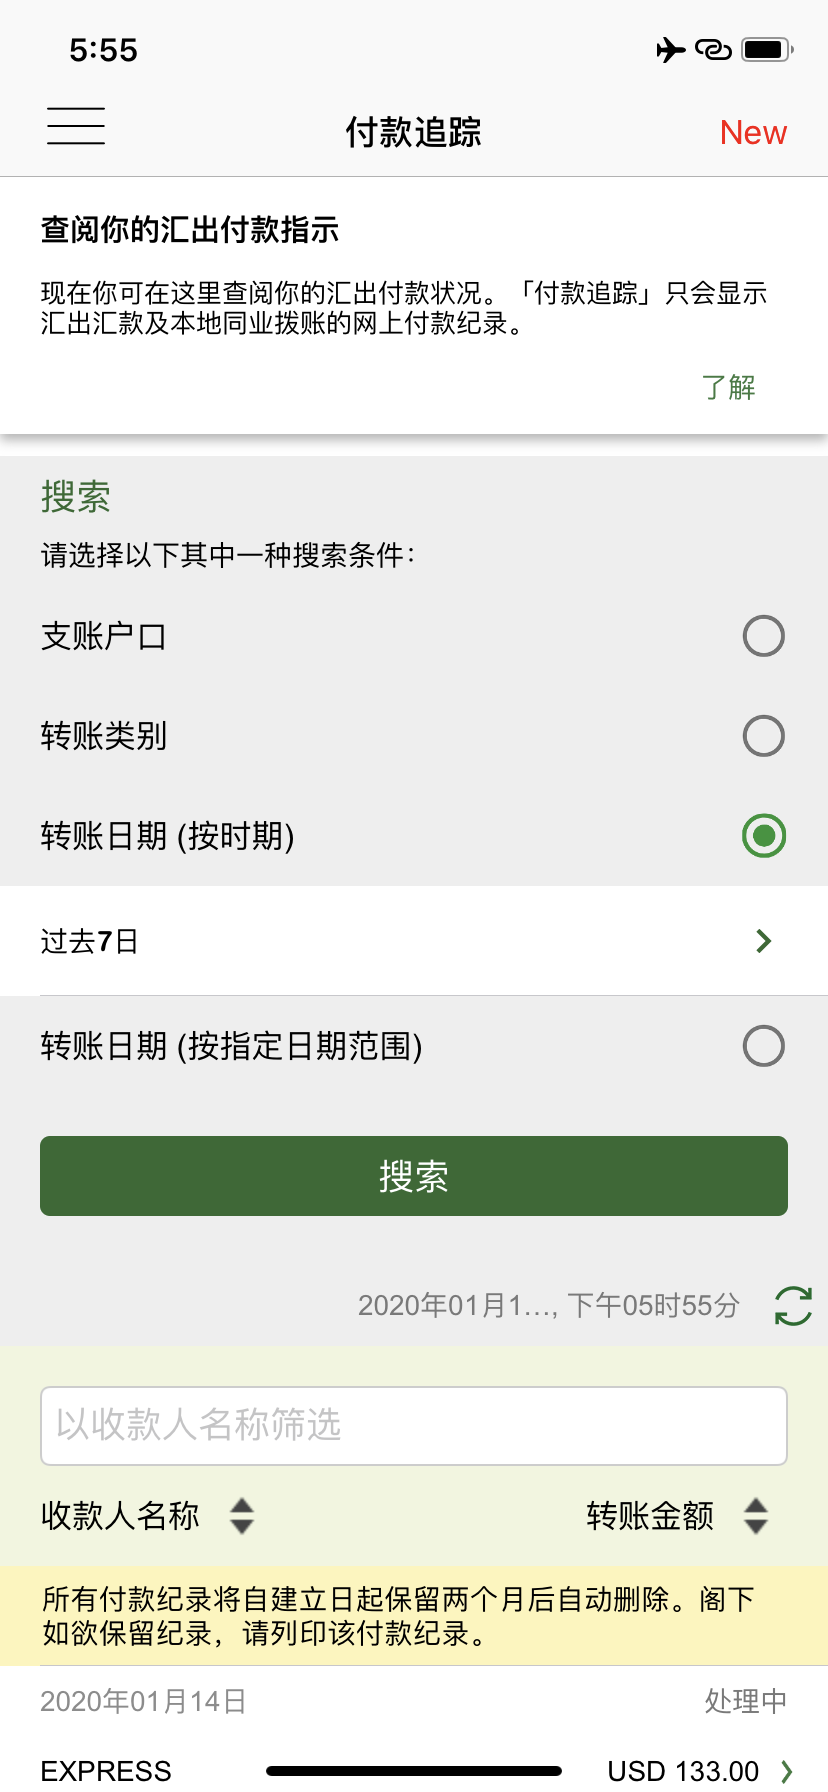 5:55
付款追踪
New
查阅你的汇出付款指示
现在你可在这里查阅你的汇出付款状况。「付款追踪」只会显示
汇出汇款及本地同业拨账的网上付款纪录。
了解
搜索
请选择以下其中一种搜索条件：
支账户口
转账类别
转账日期 (按时期)
过去7日
转账日期 (按指定日期范围)
搜索
2020年01月1…, 下午05时55分
以收款人名称筛选
收款人名称 转账金额
所有付款纪录将自建立日起保留两个月后自动删除。阁下
如欲保留纪录，请列印该付款纪录。
2020年01月14日 处理中
EXPRESS USD 133.00